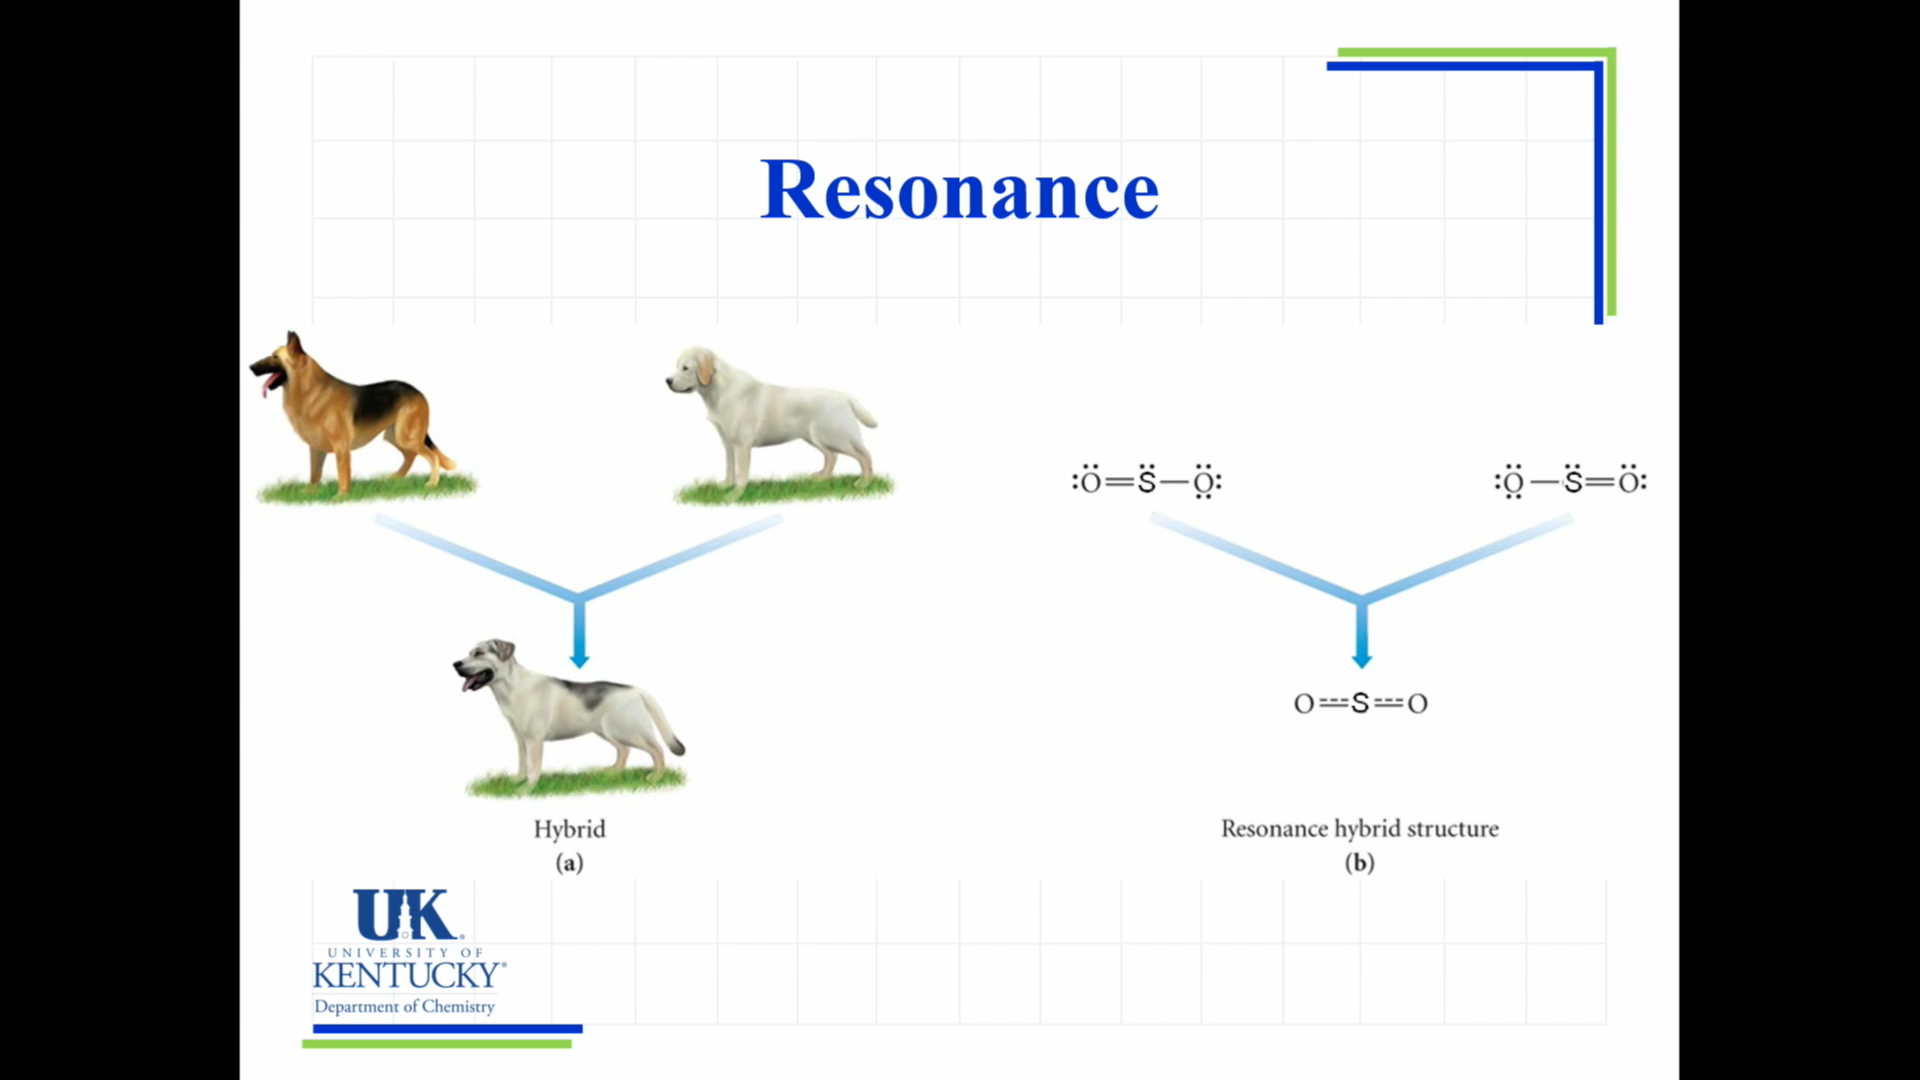 Resonance
:Ö=S̈—Ö̤:
:Ö̤—S̈=Ö:
O=S=O
Hybrid
(a)
Resonance hybrid structure
(b)
UK®
UNIVERSITY OF
KENTUCKY®
Department of Chemistry